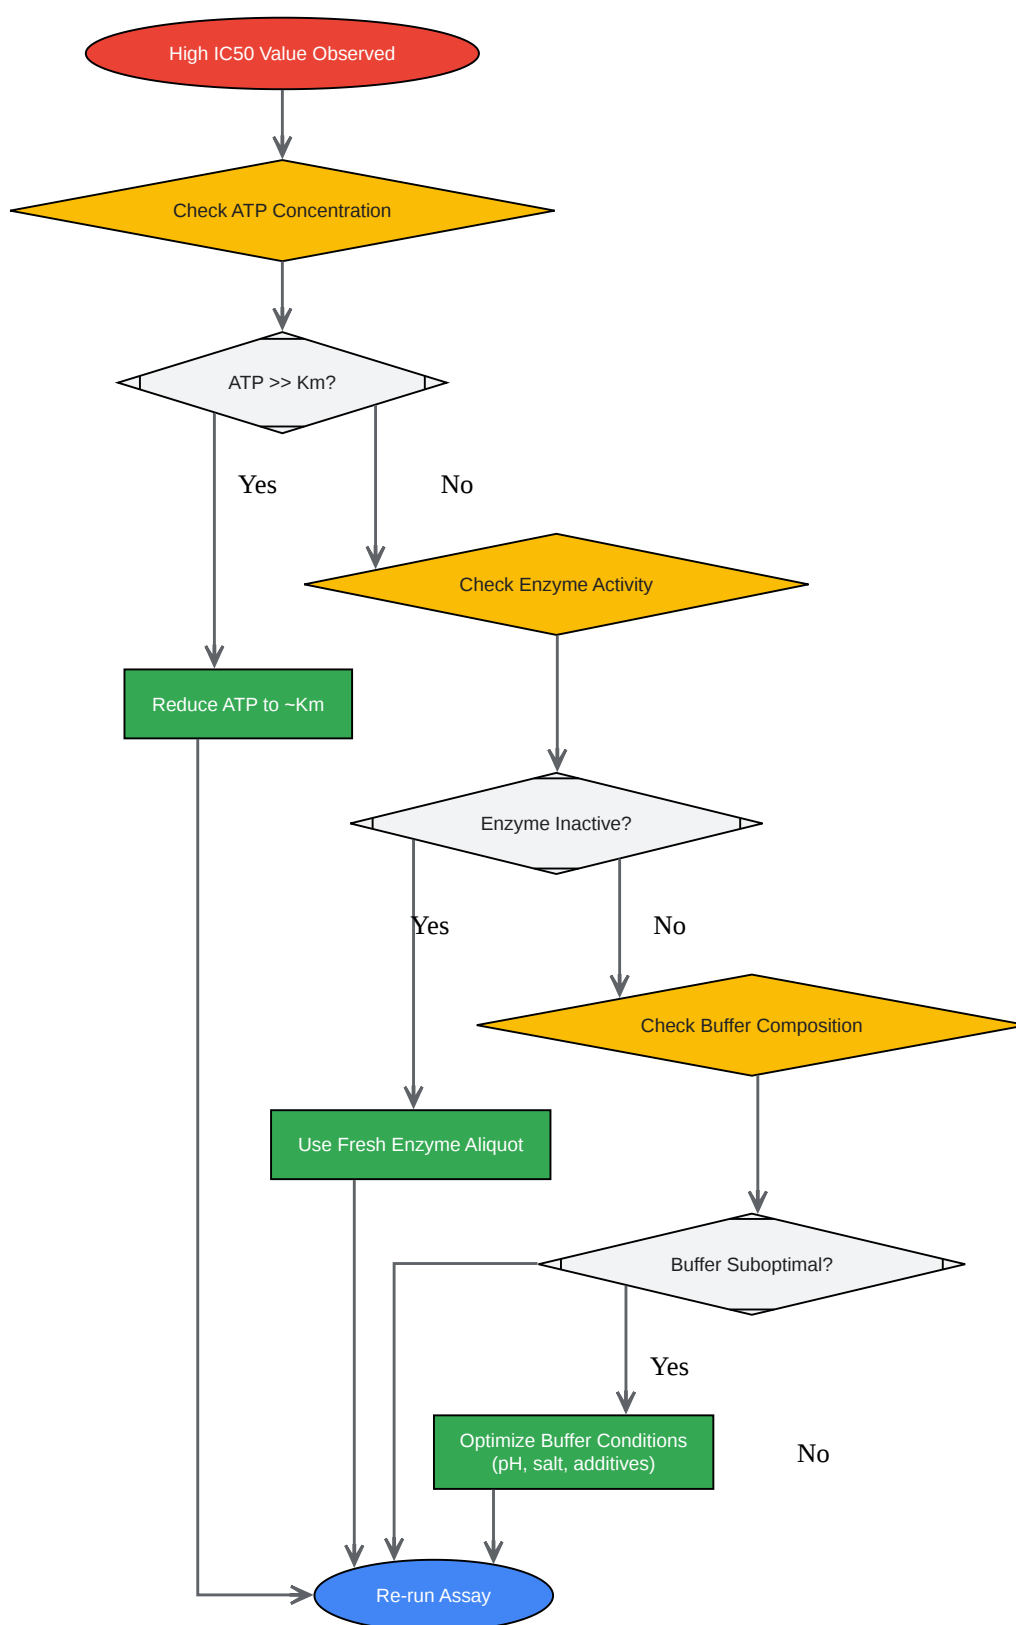 High IC50 Value Observed
Check ATP Concentration
ATP >> Km?
Yes
No
Check Enzyme Activity
Reduce ATP to ~Km
Enzyme Inactive?
Yes
No
Check Buffer Composition
Use Fresh Enzyme Aliquot
Buffer Suboptimal?
Yes
Optimize Buffer Conditions
(pH, salt, additives)
No
Re-run Assay